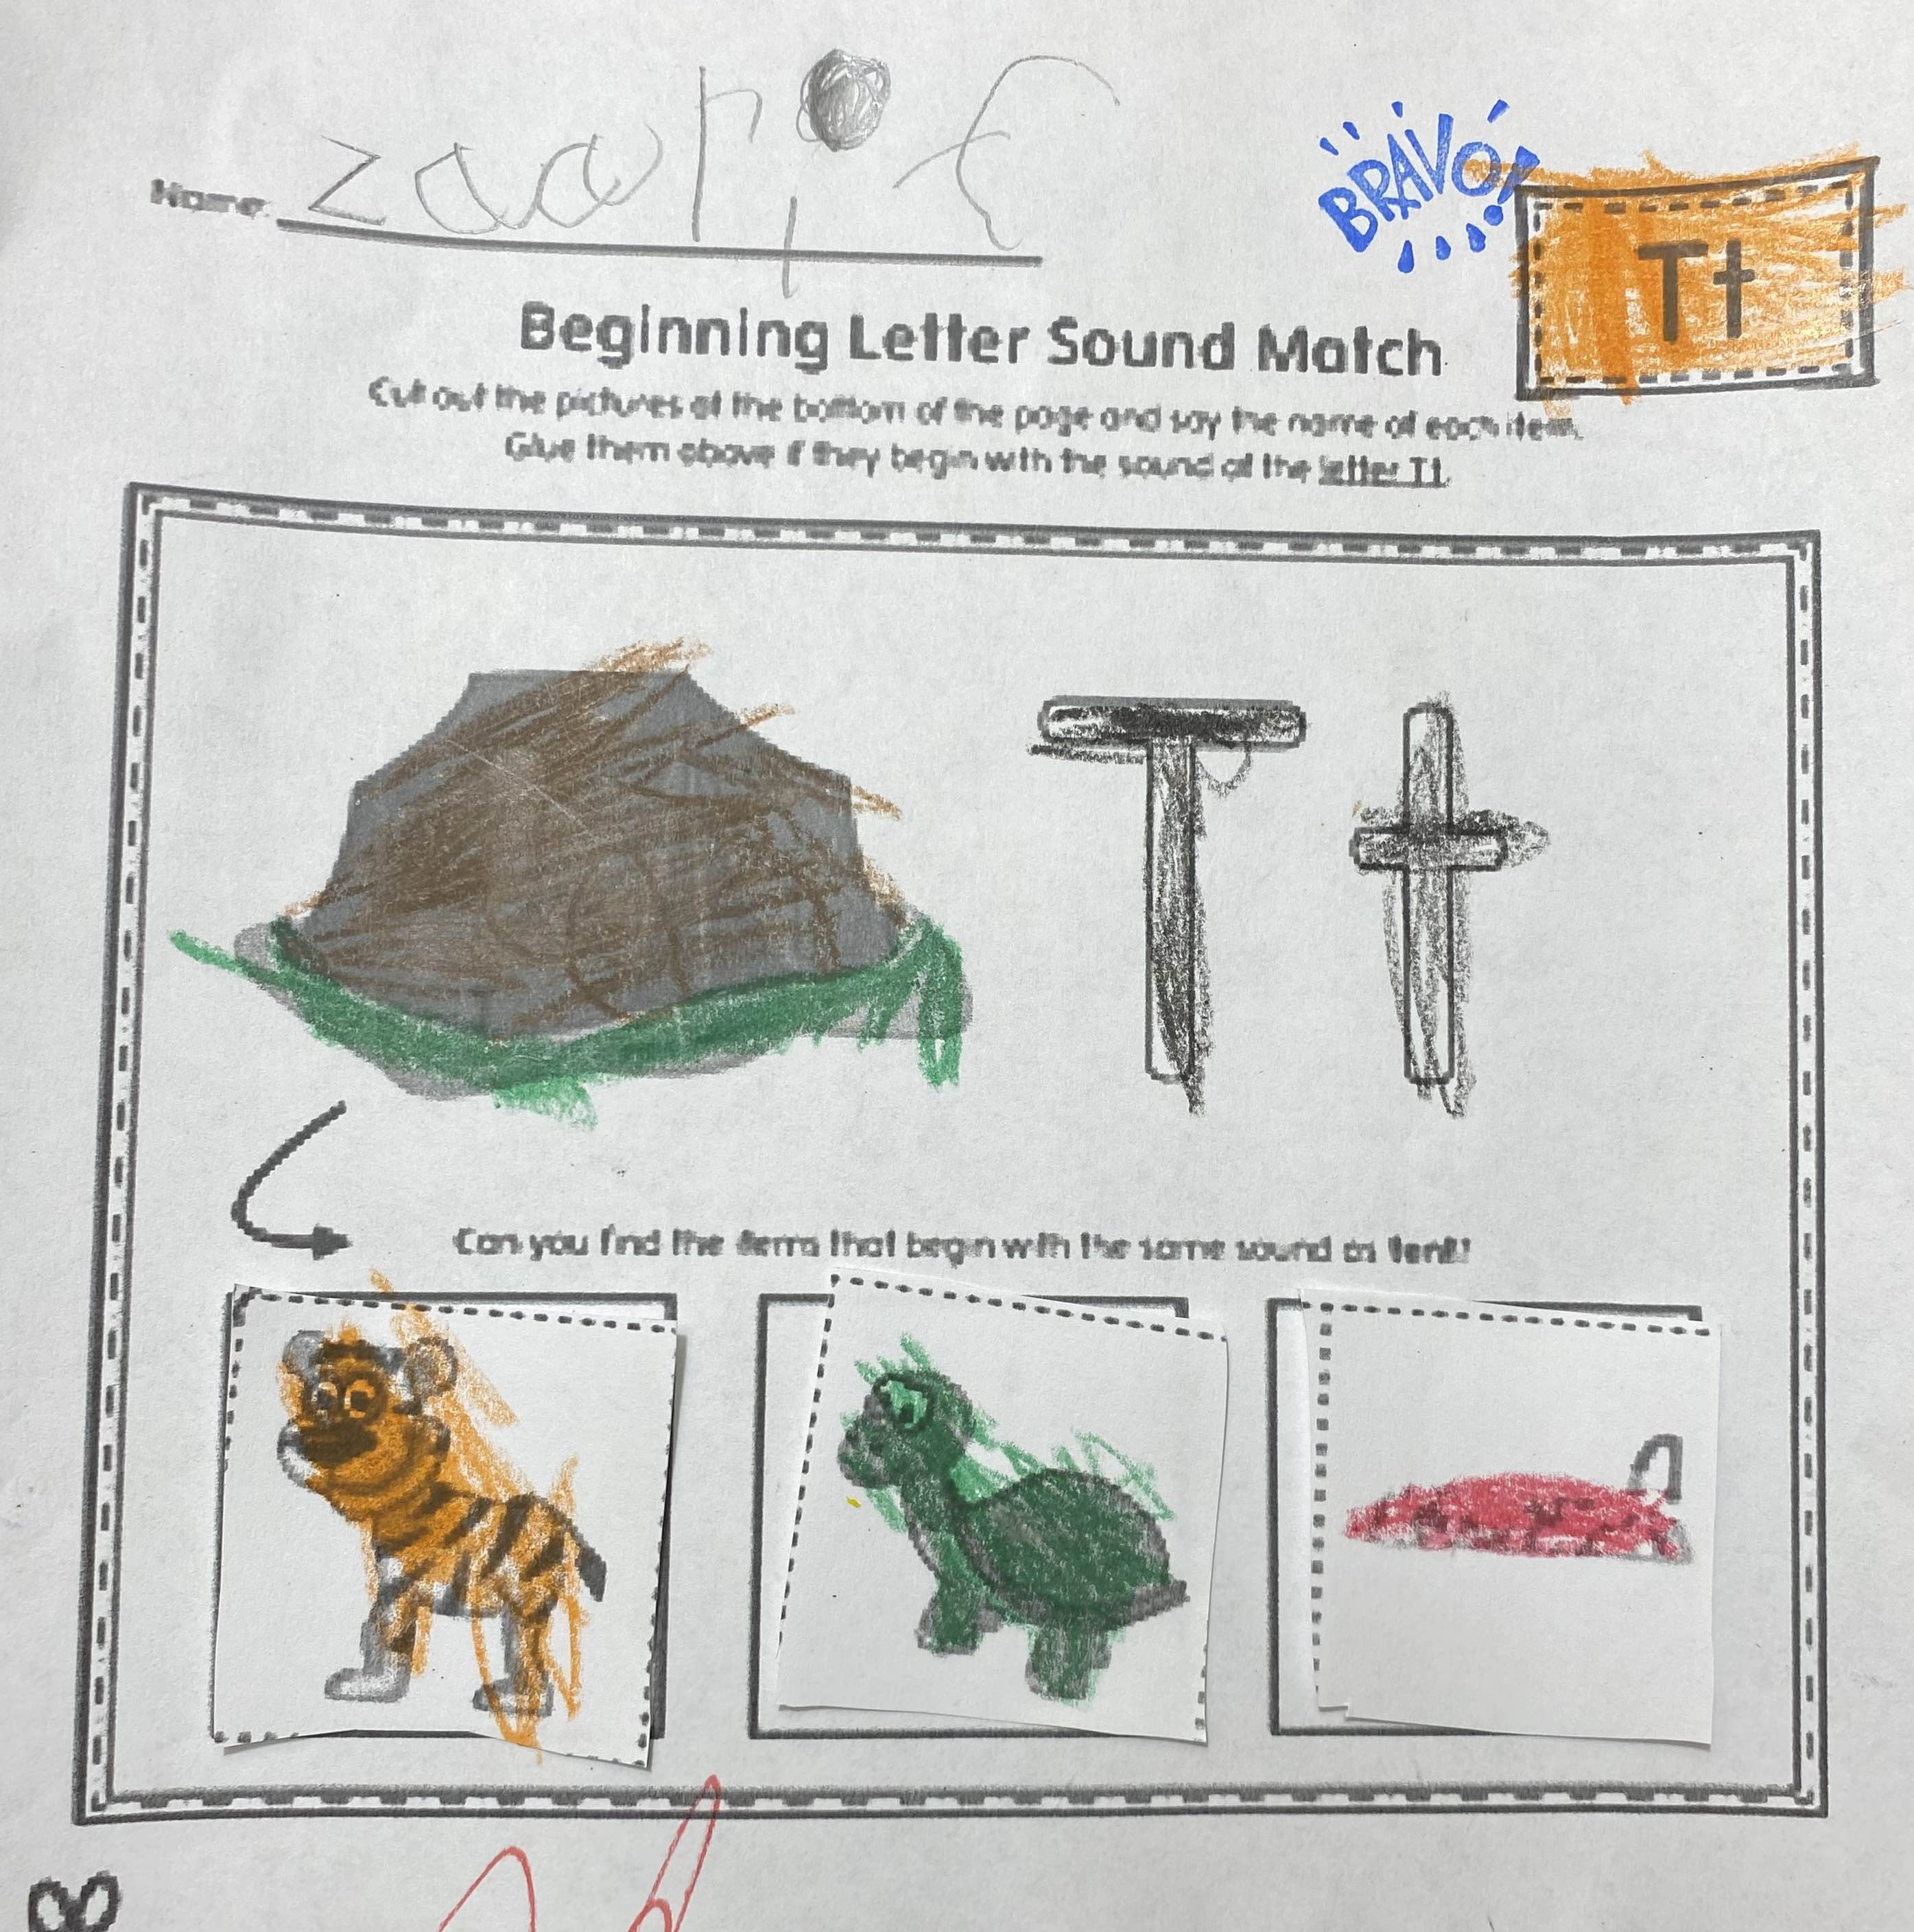 zaarif
Name:
BRAVO!
Tt
Beginning Letter Sound Match
Cut out the pictures at the bottom of the page and say the name of each item.
Glue them above if they begin with the sound of the letter Tt.
T t
Can you find the items that begin with the same sound as tent?
8